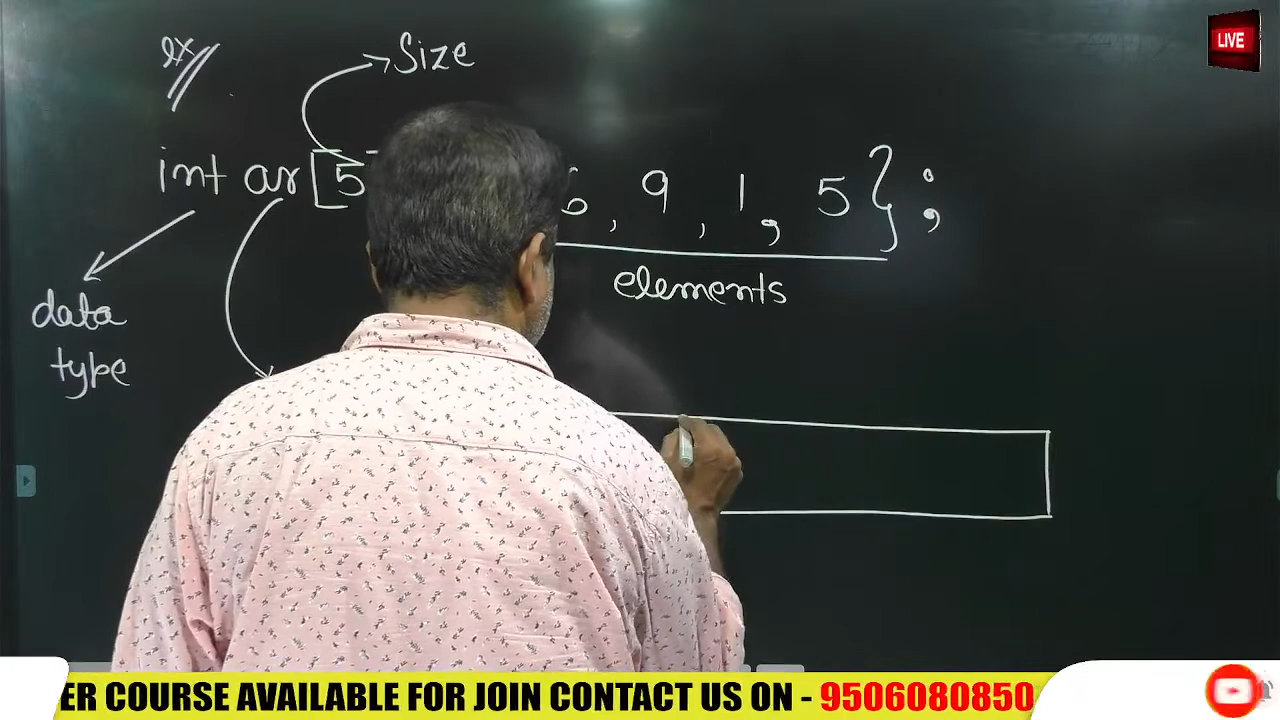 ex
Size
int ar[5 6, 9, 1, 5};
elements
data
type
LIVE
ER COURSE AVAILABLE FOR JOIN CONTACT US ON - 9506080850